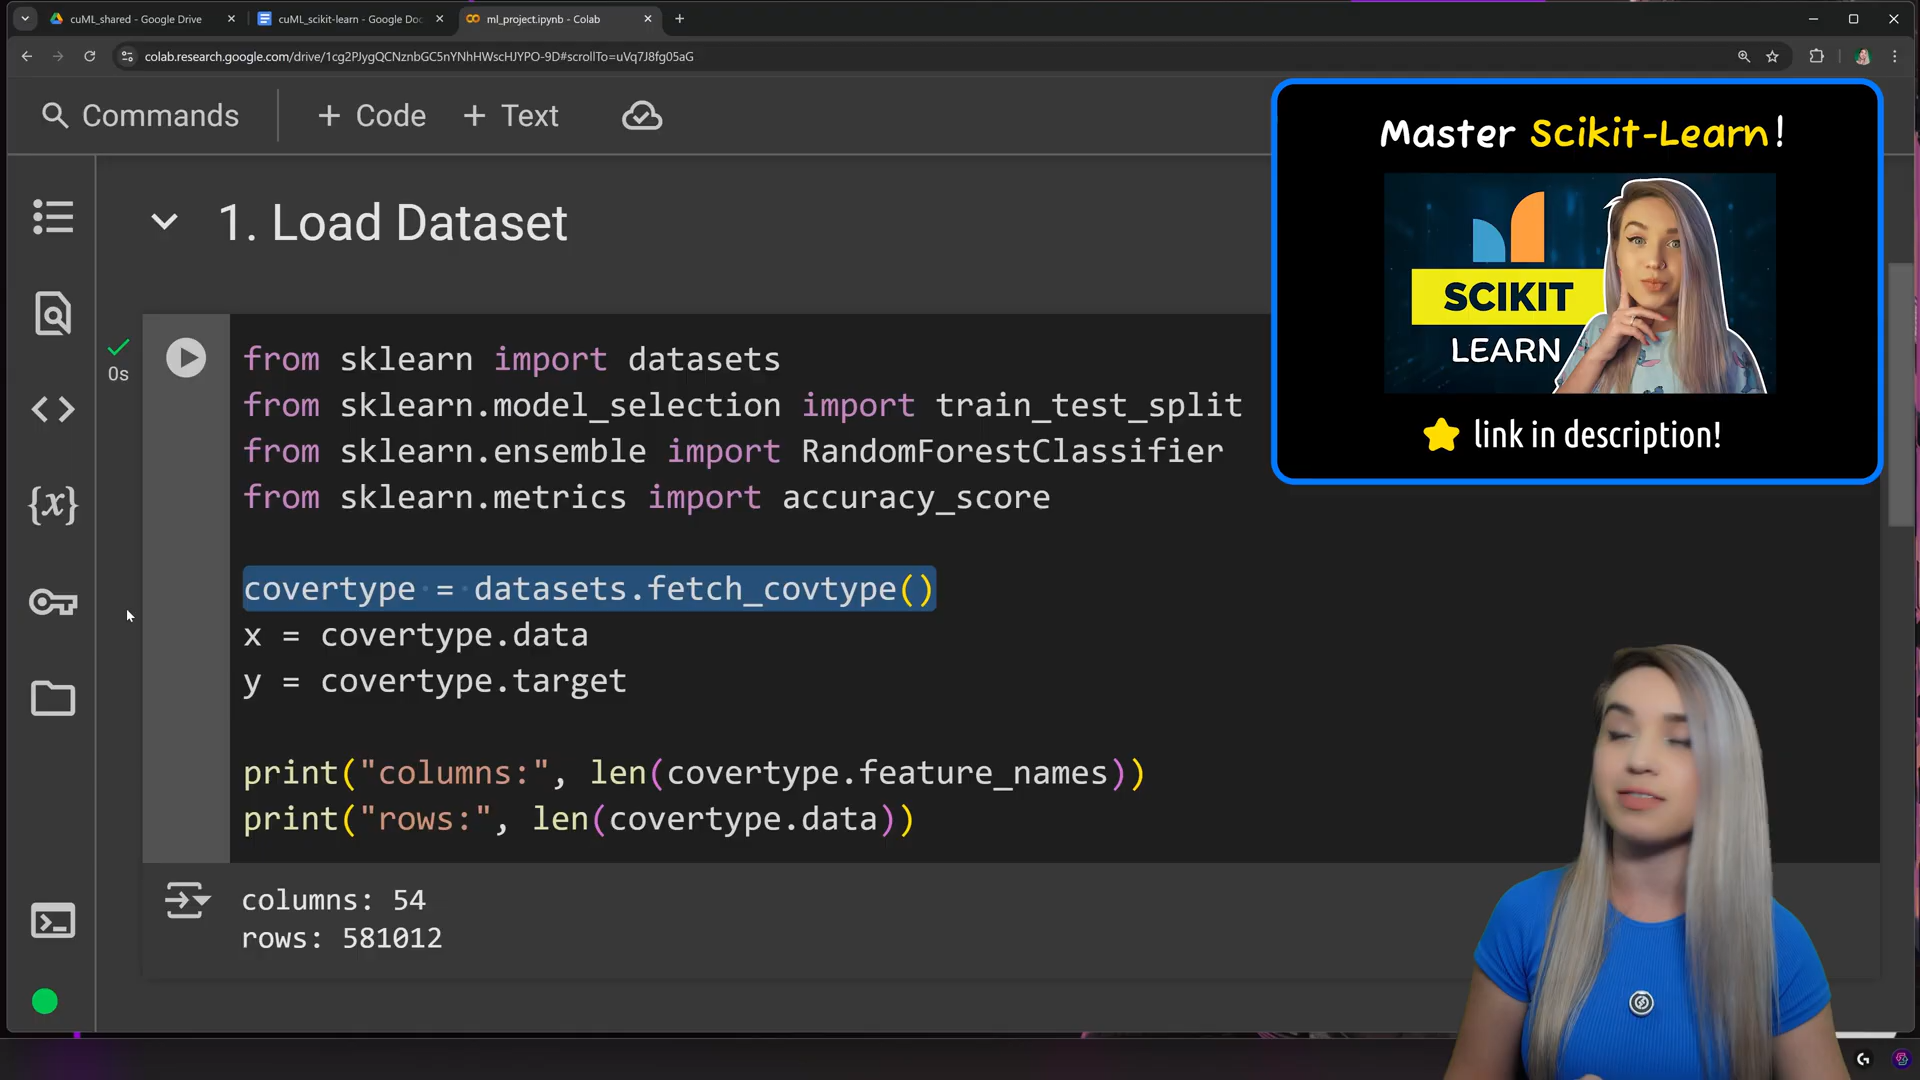 cuML_shared - Google Drive
cuML_scikit-learn - Google Doc
ml_project.ipynb - Colab
colab.research.google.com/drive/1cg2PJygQCNznbGC5nYNhHWscHJYPO-9D#scrollTo=uVq7J8fg05aG
Commands
+ Code
+ Text
Master Scikit-Learn!
SCIKIT
LEARN
link in description!
1. Load Dataset
0s
from sklearn import datasets
from sklearn.model_selection import train_test_split
from sklearn.ensemble import RandomForestClassifier
from sklearn.metrics import accuracy_score
covertype = datasets.fetch_covtype()
x = covertype.data
y = covertype.target
print("columns:", len(covertype.feature_names))
print("rows:", len(covertype.data))
columns: 54
rows: 581012